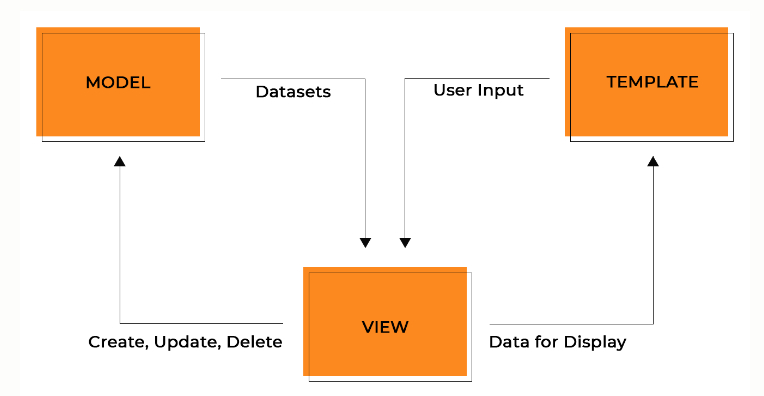 MODEL
TEMPLATE
Datasets
User Input
VIEW
Create, Update, Delete
Data for Display